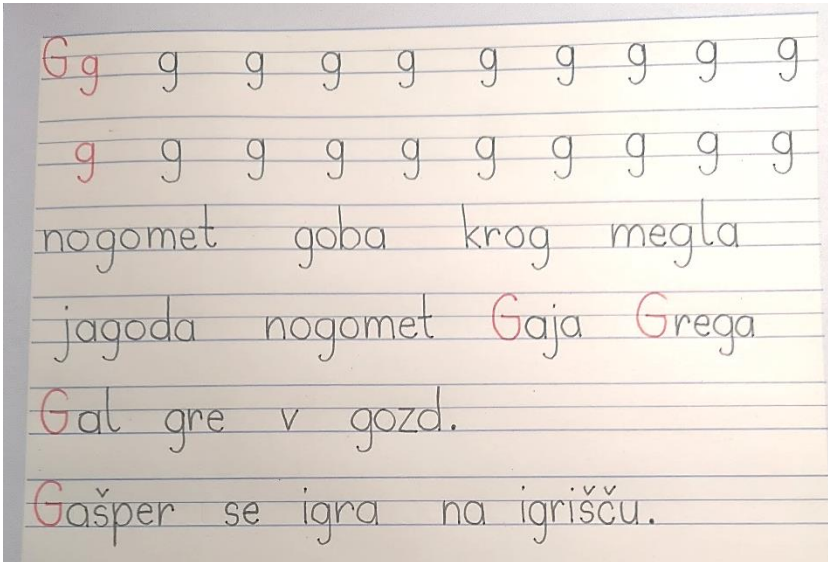 Gg g g g g g g g g g
g g g g g g g g g g
nogomet goba krog megla
jagoda nogomet Gaja Grega
Gal gre v gozd.
Gašper se igra na igrišču.